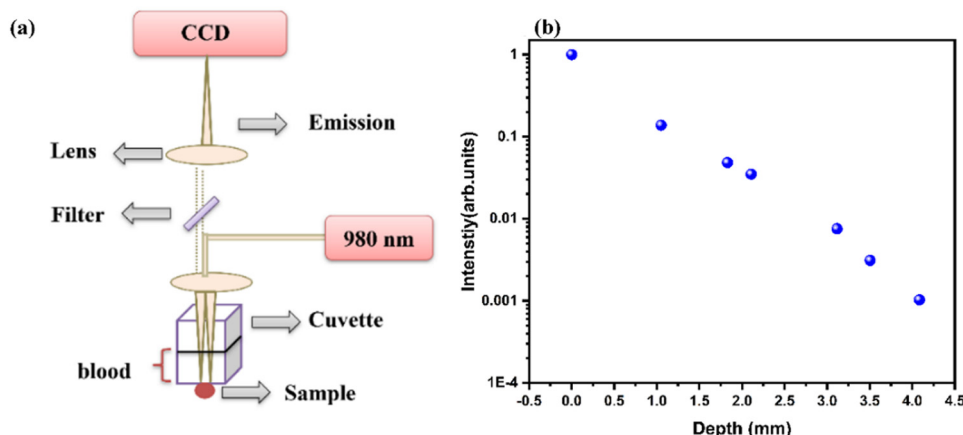 (a)
CCD
Emission
Lens
Filter
980 nm
Cuvette
blood
Sample
(b)
Intenstiy(arb.units)
1
0.1
0.01
0.001
1E-4
-0.5 0.0 0.5 1.0 1.5 2.0 2.5 3.0 3.5 4.0 4.5
Depth (mm)